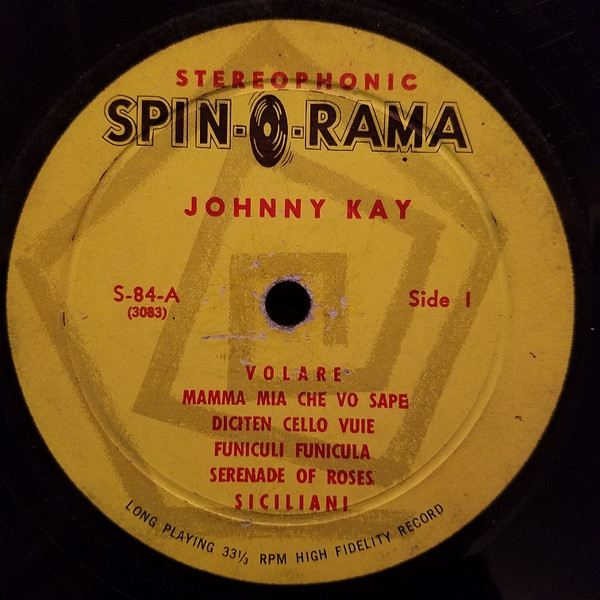 STEREOPHONIC
SPIN-O-RAMA
JOHNNY KAY
S-84-A
(3083)
Side 1
VOLARE
MAMMA MIA CHE VO SAPE
DICITEN CELLO VUIE
FUNICULI FUNICULA
SERENADE OF ROSES
SICILIANI
LONG PLAYING 33⅓ RPM HIGH FIDELITY RECORD